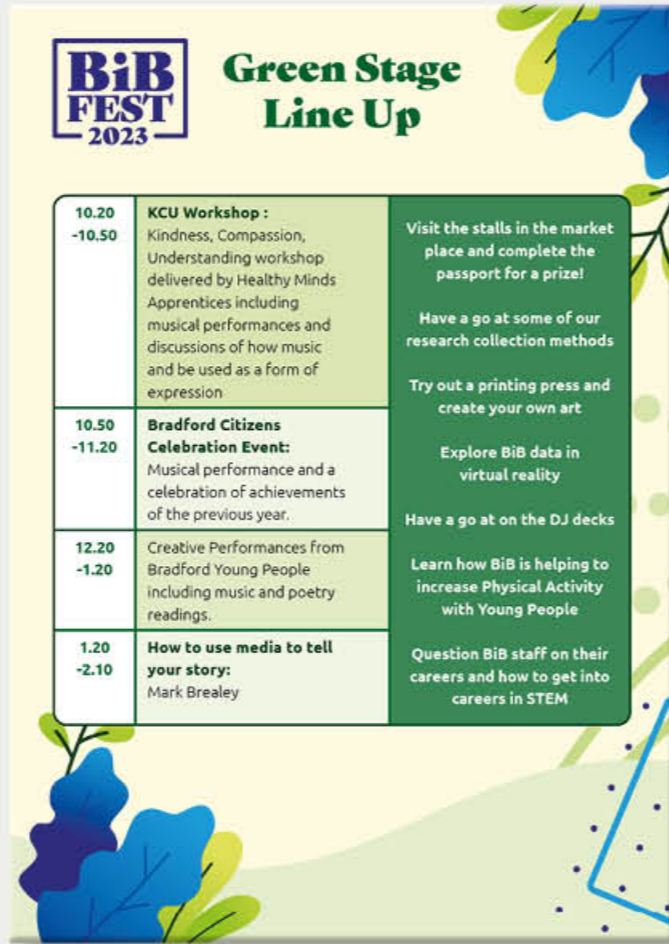 BiB
FEST
2023
Green Stage
Line Up
10.20
-10.50
KCU Workshop :
Kindness, Compassion,
Understanding workshop
delivered by Healthy Minds
Apprentices including
musical performances and
discussions of how music
and be used as a form of
expression
10.50
-11.20
Bradford Citizens
Celebration Event:
Musical performance and a
celebration of achievements
of the previous year.
12.20
-1.20
Creative Performances from
Bradford Young People
including music and poetry
readings.
1.20
-2.10
How to use media to tell
your story:
Mark Brealey
Visit the stalls in the market
place and complete the
passport for a prize!
Have a go at some of our
research collection methods
Try out a printing press and
create your own art
Explore BiB data in
virtual reality
Have a go at on the DJ decks
Learn how BiB is helping to
increase Physical Activity
with Young People
Question BiB staff on their
careers and how to get into
careers in STEM